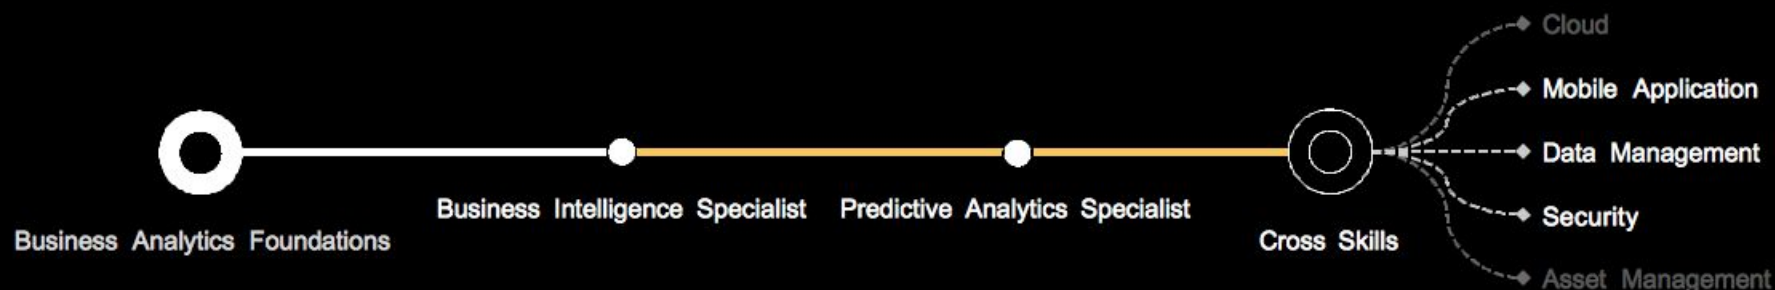 Cloud
Mobile Application
Data Management
Business Intelligence Specialist
Predictive Analytics Specialist
Security
Business Analytics Foundations
Cross Skills
Asset Management